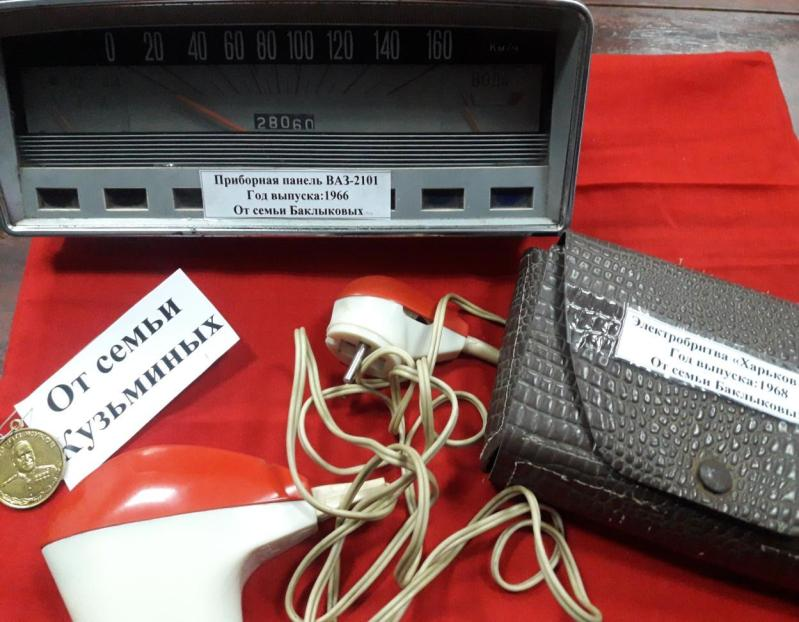 0 20 40 60 80 100 120 140 160 Км/ч
ВОДА
28060
Приборная панель ВАЗ-2101
Год выпуска:1966
От семьи Баклыковых
От семьи
Кузьминых
Электробритва «Харьков
Год выпуска:1968
От семьи Баклыковы